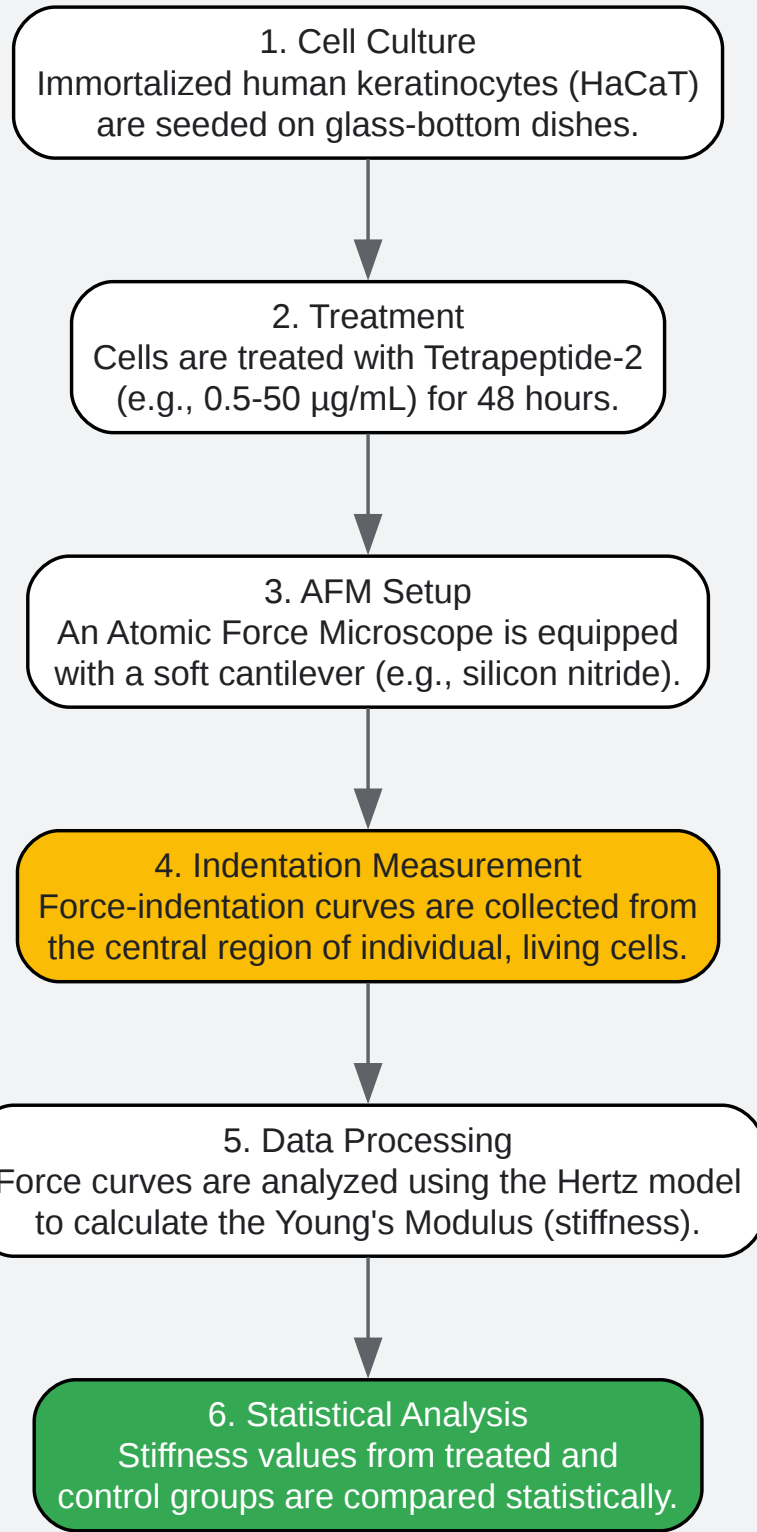 1. Cell Culture
Immortalized human keratinocytes (HaCaT)
are seeded on glass-bottom dishes.
2. Treatment
Cells are treated with Tetrapeptide-2
(e.g., 0.5-50 µg/mL) for 48 hours.
3. AFM Setup
An Atomic Force Microscope is equipped
with a soft cantilever (e.g., silicon nitride).
4. Indentation Measurement
Force-indentation curves are collected from
the central region of individual, living cells.
5. Data Processing
Force curves are analyzed using the Hertz model
to calculate the Young's Modulus (stiffness).
6. Statistical Analysis
Stiffness values from treated and
control groups are compared statistically.